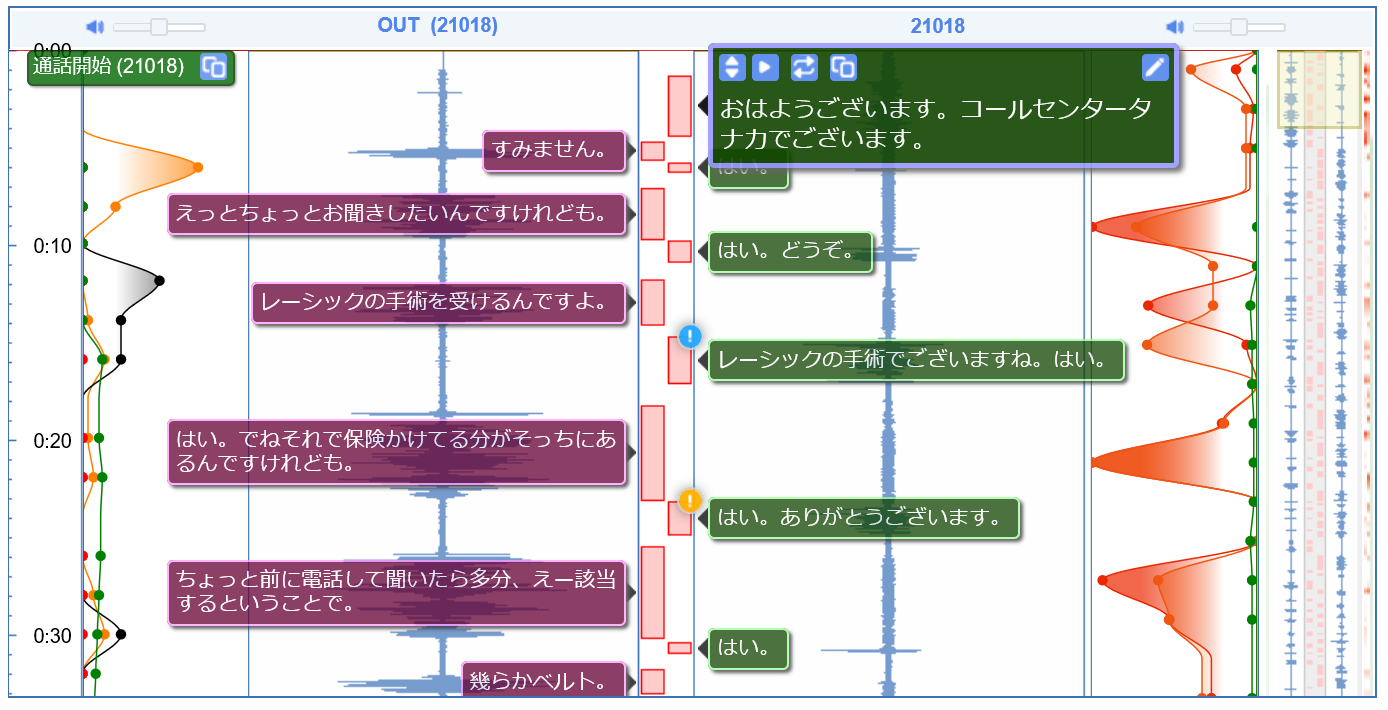 OUT (21018)
21018
0:00
通話開始 (21018)
おはようございます。コールセンタータ
ナカでございます。
すみません。
はい。
えっとちょっとお聞きしたいんですけれども。
0:10
はい。どうぞ。
レーシックの手術を受けるんですよ。
レーシックの手術でございますね。はい。
0:20
はい。でねそれで保険かけてる分がそっちにあ
るんですけれども。
はい。ありがとうございます。
ちょっと前に電話して聞いたら多分、えー該当
するということで。
0:30
はい。
幾らかベルト。